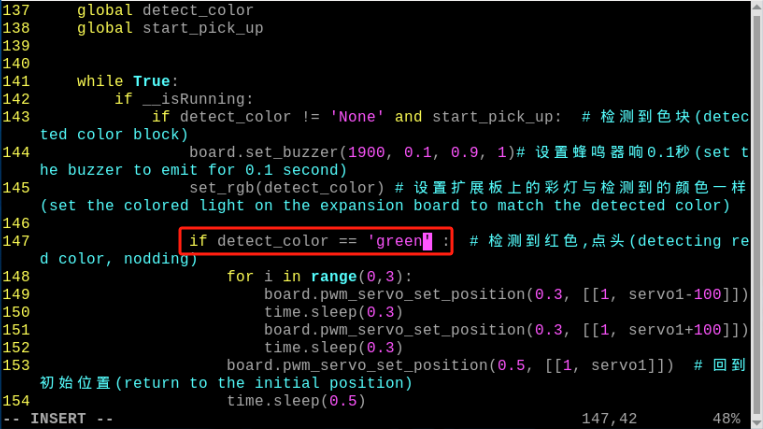 137     global detect_color
138     global start_pick_up
139
140
141     while True:
142         if __isRunning:
143             if detect_color != 'None' and start_pick_up:  # 检测到色块(detec
ted color block)
144                 board.set_buzzer(1900, 0.1, 0.9, 1)# 设置蜂鸣器响0.1秒(set t
he buzzer to emit for 0.1 second)
145                 set_rgb(detect_color) # 设置扩展板上的彩灯与检测到的颜色一样
(set the colored light on the expansion board to match the detected color)
146
147                 if detect_color == 'green' :  # 检测到红色,点头(detecting re
d color, nodding)
148                     for i in range(0,3):
149                         board.pwm_servo_set_position(0.3, [[1, servo1-100]])
150                         time.sleep(0.3)
151                         board.pwm_servo_set_position(0.3, [[1, servo1+100]])
152                         time.sleep(0.3)
153                     board.pwm_servo_set_position(0.5, [[1, servo1]])  # 回到
初始位置(return to the initial position)
154                     time.sleep(0.5)
-- INSERT --                                                  147,42        48%